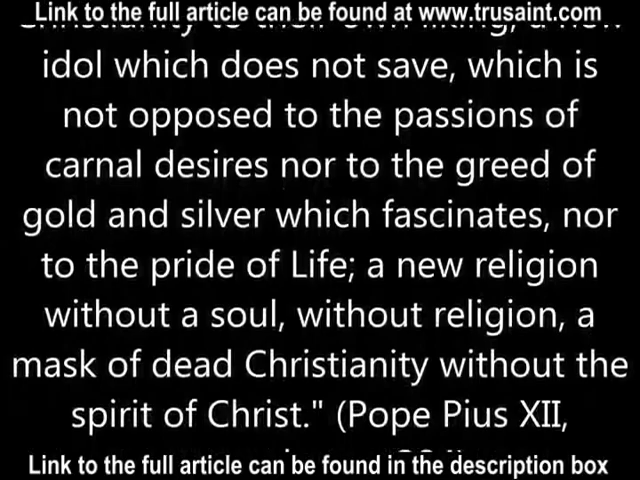 Link to the full article can be found at www.trusaint.com
idol which does not save, which is
not opposed to the passions of
carnal desires nor to the greed of
gold and silver which fascinates, nor
to the pride of Life; a new religion
without a soul, without religion, a
mask of dead Christianity without the
spirit of Christ." (Pope Pius XII,
Link to the full article can be found in the description box